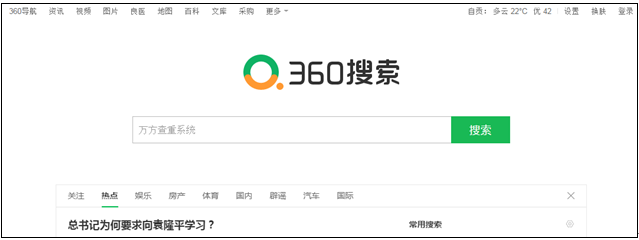 360导航 资讯 视频 图片 良医 地图 百科 文库 采购 更多 自贡: 多云 22°C 优 42 设置 换肤 登录
360搜索
万方查重系统 搜索
关注 热点 娱乐 房产 体育 国内 辟谣 汽车 国际
总书记为何要求向袁隆平学习? 常用搜索